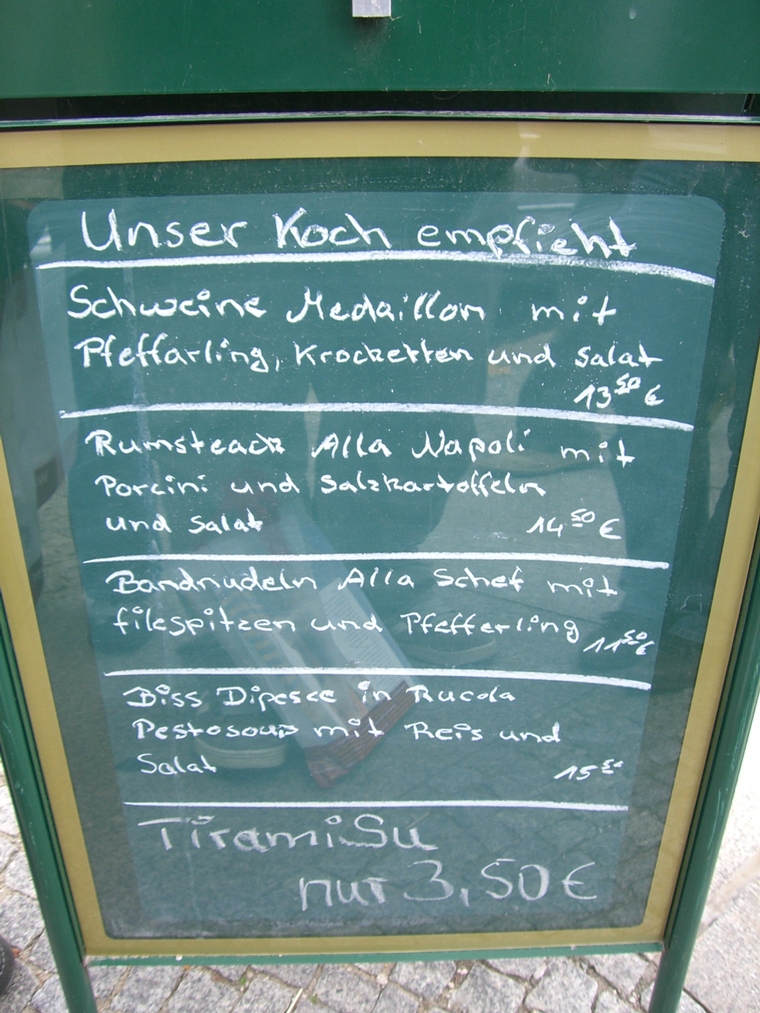 Unser Koch empfieht
Schweine Medaillon mit
Pfeffarling, Krocketten und Salat
13 50 €
Rumsteack Alla Napoli mit
Porcini und Salzkartoffeln
und Salat 14 50 €
Bandnudeln Alla Schef mit
filespitzen und Pfefferling 11 50 €
Biss Dipesce in Rucola
Pestosous mit Reis und
Salat 15 50
TiramiSu
nur 3,50 €